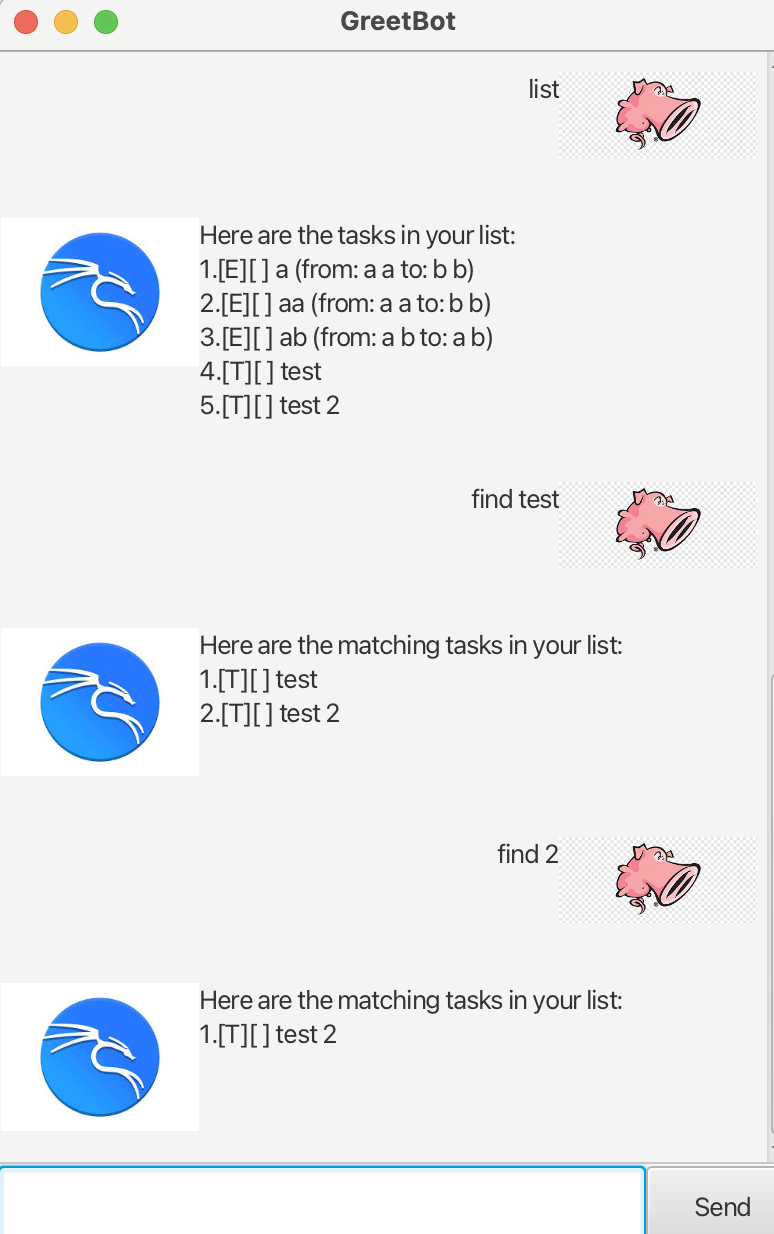 GreetBot
list
Here are the tasks in your list:
1.[E][ ] a (from: a a to: b b)
2.[E][ ] aa (from: a a to: b b)
3.[E][ ] ab (from: a b to: a b)
4.[T][ ] test
5.[T][ ] test 2
find test
Here are the matching tasks in your list:
1.[T][ ] test
2.[T][ ] test 2
find 2
Here are the matching tasks in your list:
1.[T][ ] test 2
Send